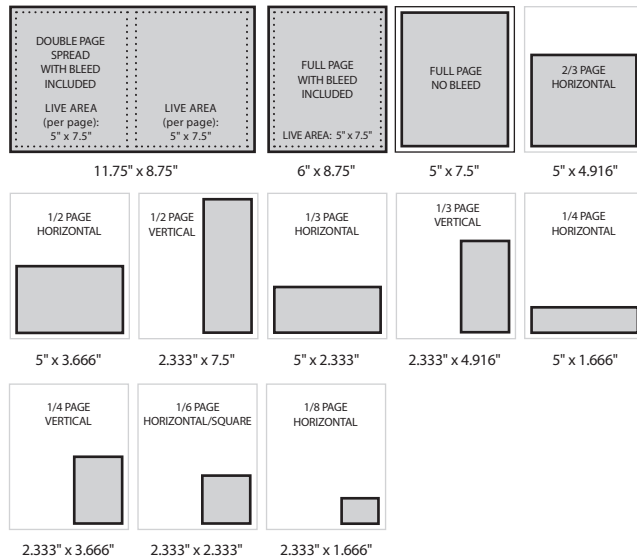 DOUBLE PAGE
SPREAD
WITH BLEED
INCLUDED
LIVE AREA
(per page):
5" x 7.5"
LIVE AREA
(per page):
5" x 7.5"
11.75" x 8.75"
FULL PAGE
WITH BLEED
INCLUDED
LIVE AREA: 5" x 7.5"
6" x 8.75"
FULL PAGE
NO BLEED
5" x 7.5"
2/3 PAGE
HORIZONTAL
5" x 4.916"
1/2 PAGE
HORIZONTAL
5" x 3.666"
1/2 PAGE
VERTICAL
2.333" x 7.5"
1/3 PAGE
HORIZONTAL
5" x 2.333"
1/3 PAGE
VERTICAL
2.333" x 4.916"
1/4 PAGE
HORIZONTAL
5" x 1.666"
1/4 PAGE
VERTICAL
2.333" x 3.666"
1/6 PAGE
HORIZONTAL/SQUARE
2.333" x 2.333"
1/8 PAGE
HORIZONTAL
2.333" x 1.666"